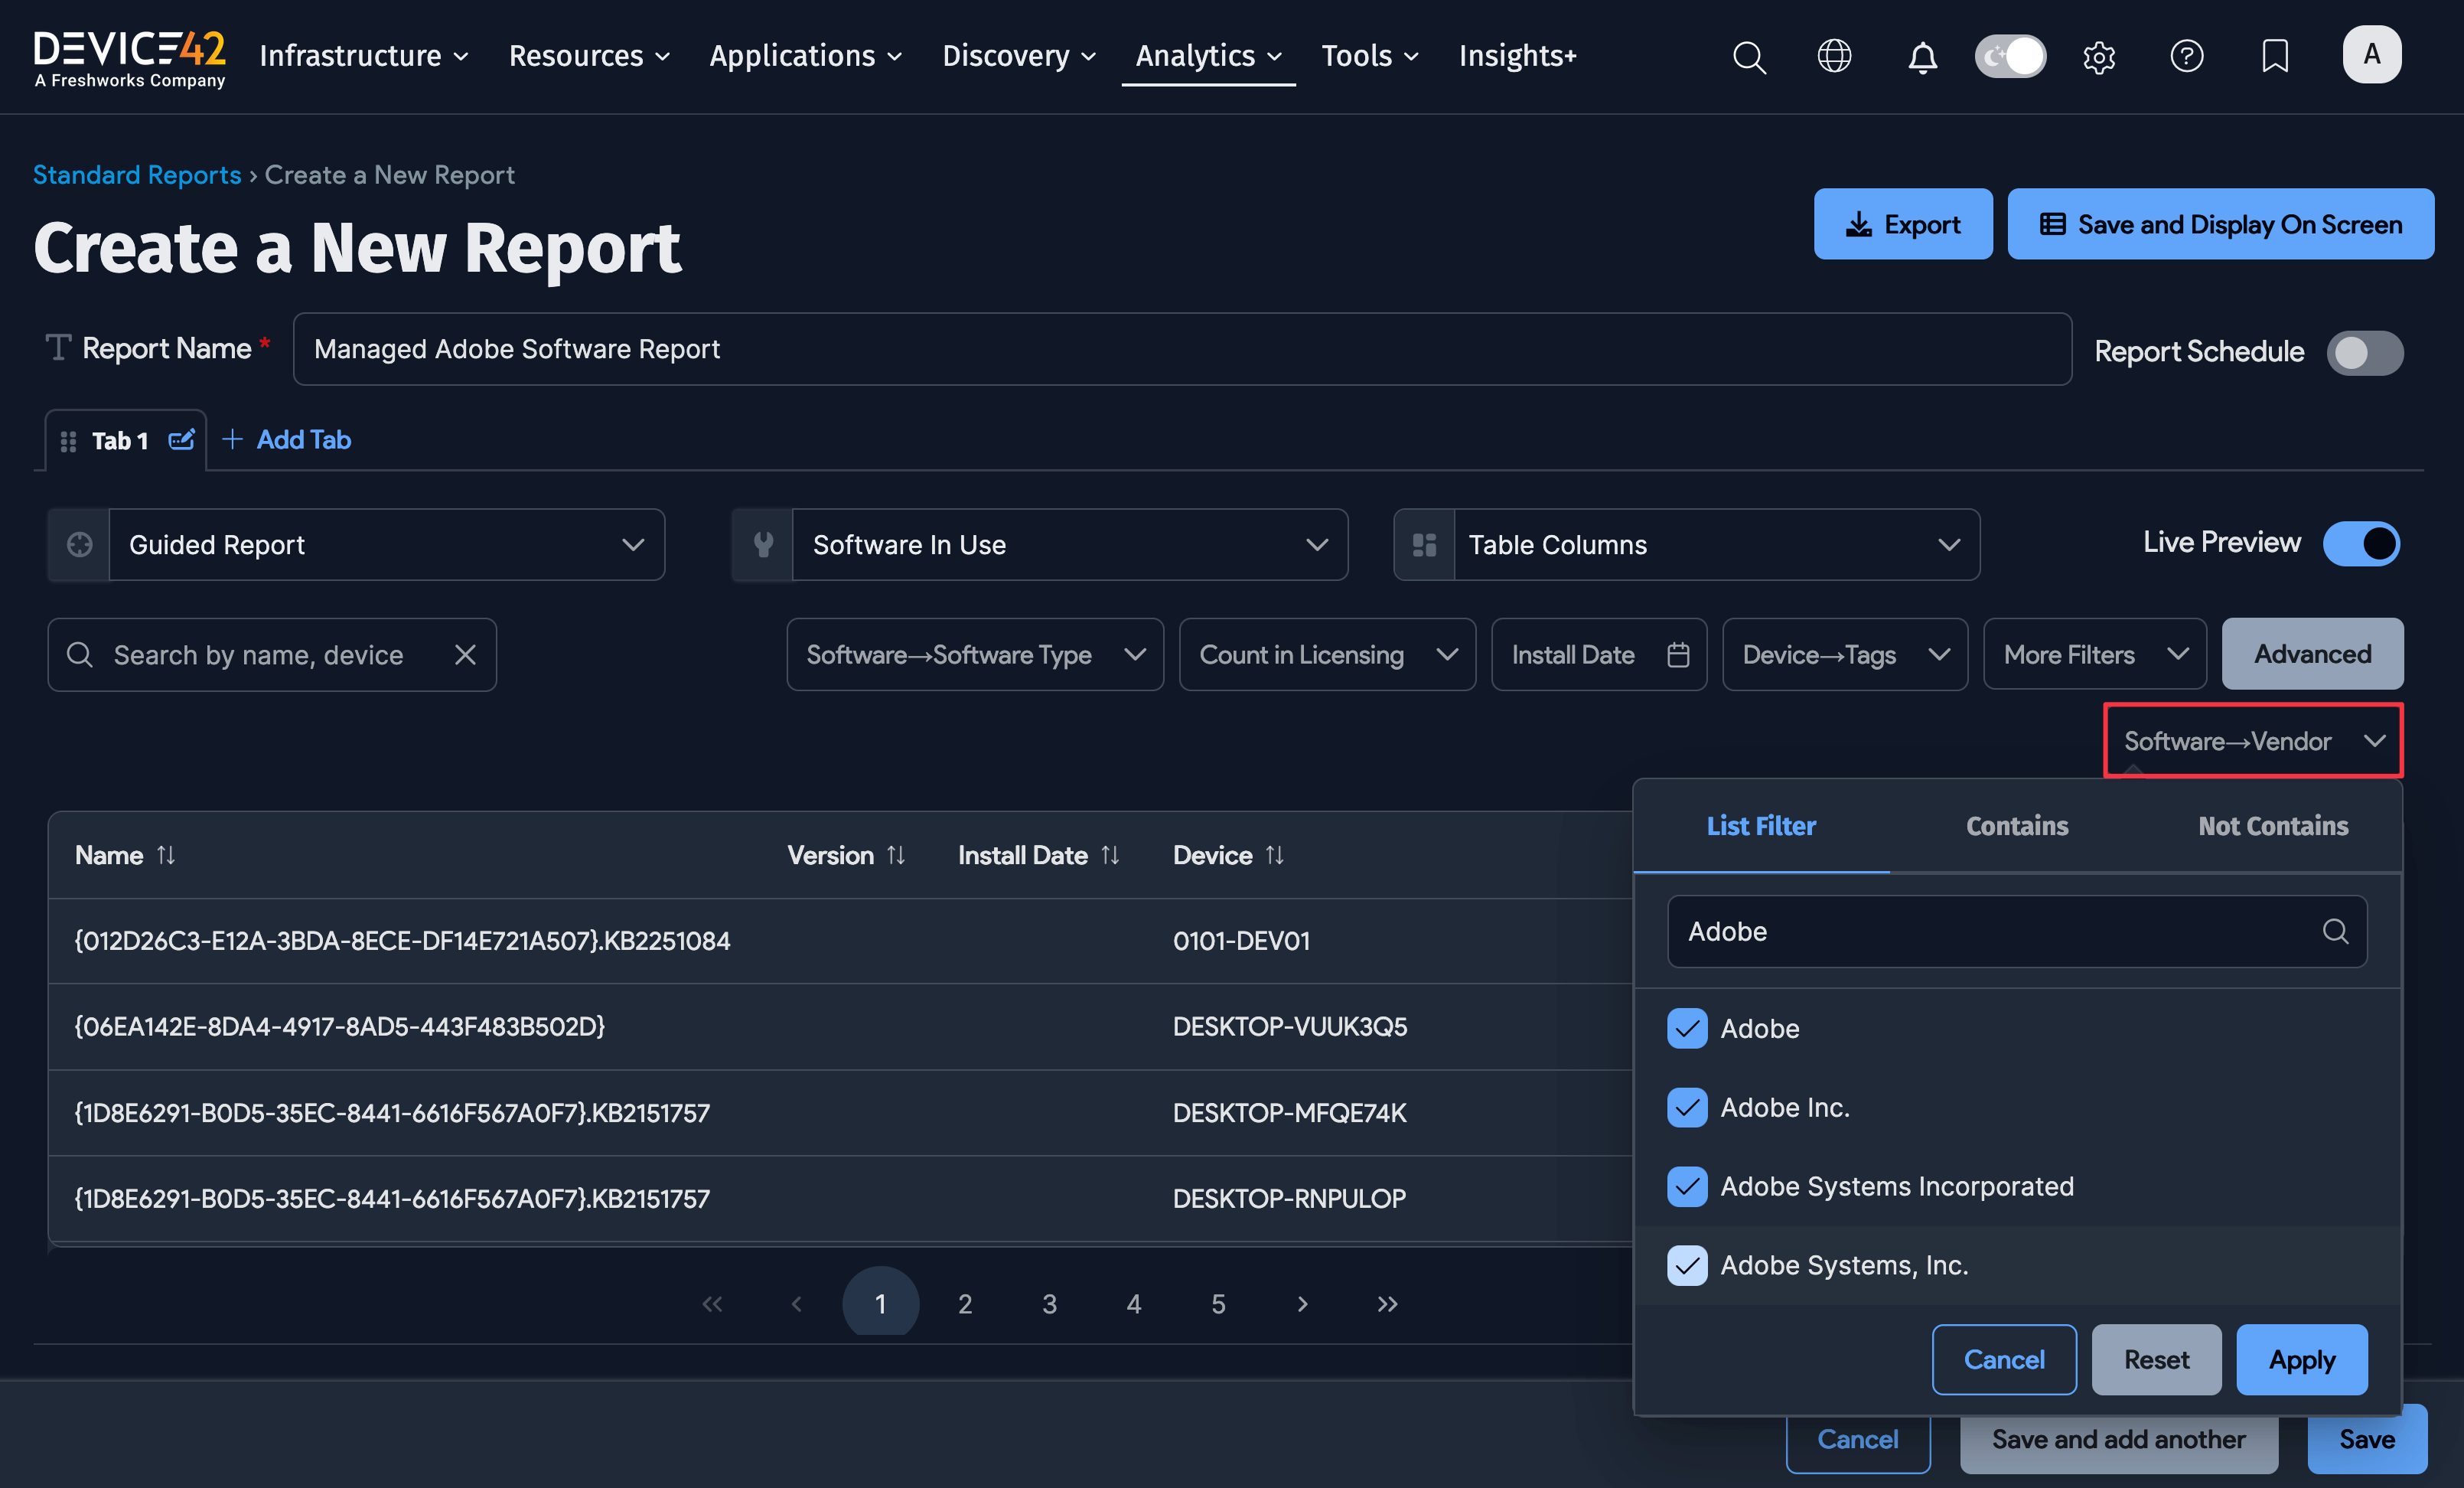 DEVICE42
A Freshworks Company
Infrastructure
Resources
Applications
Discovery
Analytics
Tools
Insights+
A
Standard Reports › Create a New Report
Create a New Report
Export
Save and Display On Screen
Report Name *
Managed Adobe Software Report
Report Schedule
Tab 1
+ Add Tab
Guided Report
Software In Use
Table Columns
Live Preview
Search by name, device
Software→Software Type
Count in Licensing
Install Date
Device→Tags
More Filters
Advanced
Software→Vendor
List Filter
Contains
Not Contains
Adobe
Adobe
Adobe Inc.
Adobe Systems Incorporated
Adobe Systems, Inc.
Cancel
Reset
Apply
Name
Version
Install Date
Device
{012D26C3-E12A-3BDA-8ECE-DF14E721A507}.KB2251084
0101-DEV01
{06EA142E-8DA4-4917-8AD5-443F483B502D}
DESKTOP-VUUK3Q5
{1D8E6291-B0D5-35EC-8441-6616F567A0F7}.KB2151757
DESKTOP-MFQE74K
{1D8E6291-B0D5-35EC-8441-6616F567A0F7}.KB2151757
DESKTOP-RNPULOP
« ‹ 1 2 3 4 5 › »
Cancel
Save and add another
Save